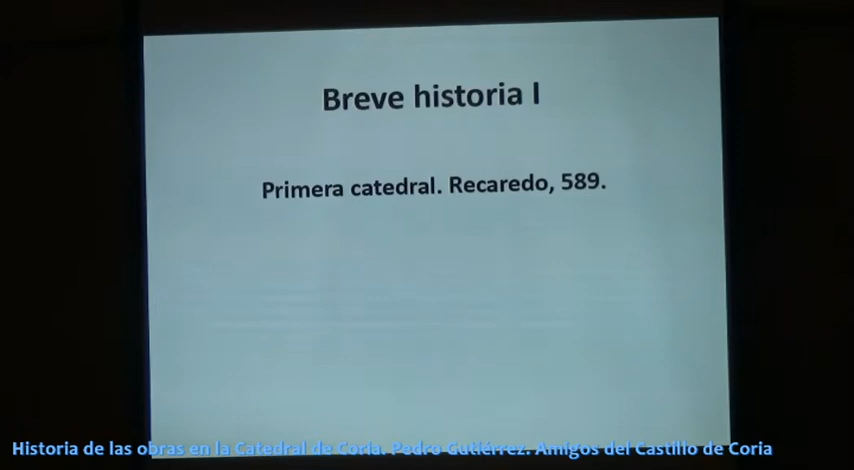 Breve historia I
Primera catedral. Recaredo, 589.
Historia de las obras en la Catedral de Coria. Pedro Gutiérrez. Amigos del Castillo de Coria